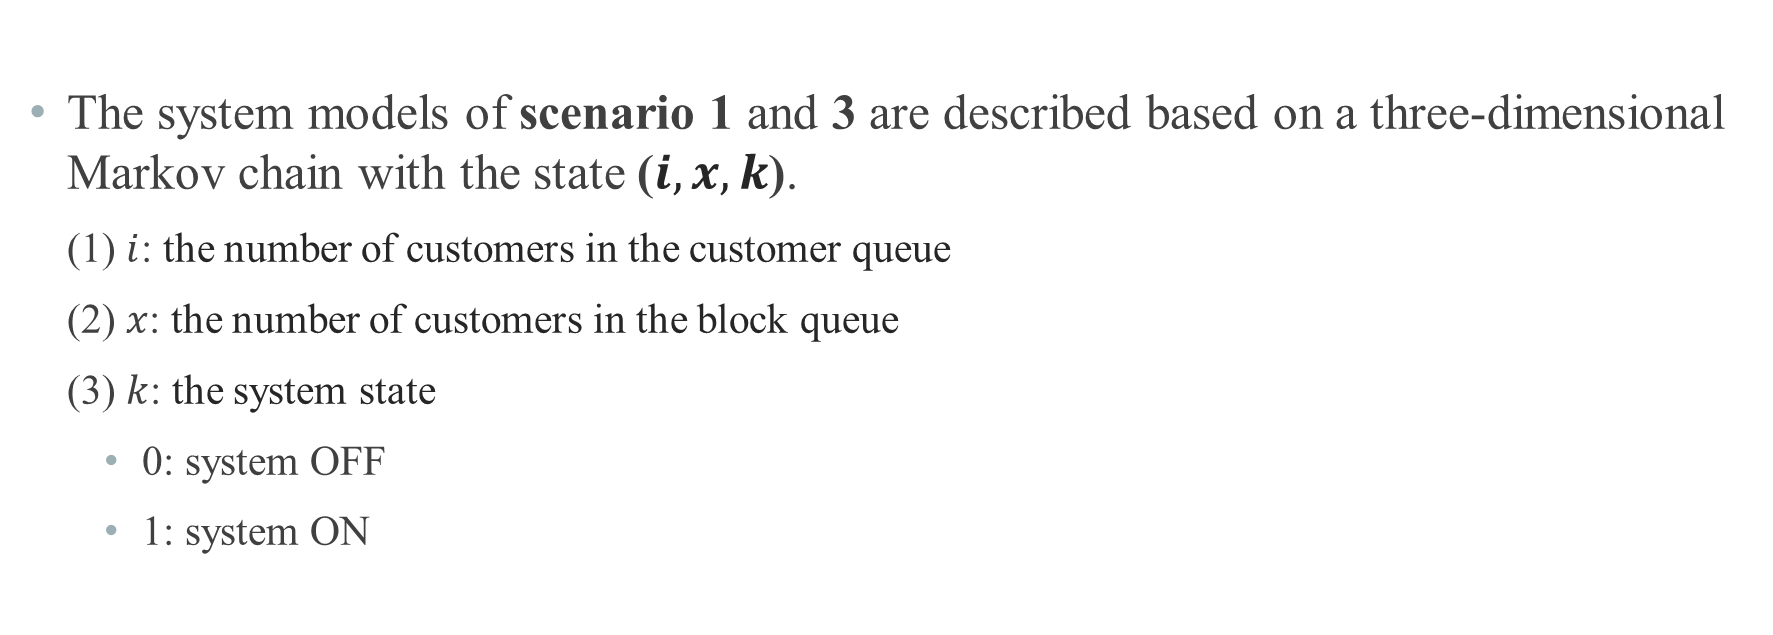 • The system models of scenario 1 and 3 are described based on a three-dimensional
Markov chain with the state (i, x, k).
(1) i: the number of customers in the customer queue
(2) x: the number of customers in the block queue
(3) k: the system state
• 0: system OFF
• 1: system ON